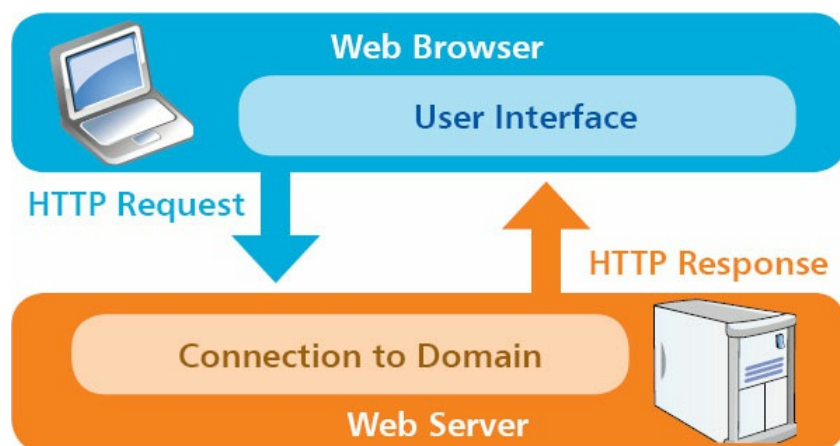 Web Browser
User Interface
HTTP Request
HTTP Response
Connection to Domain
Web Server